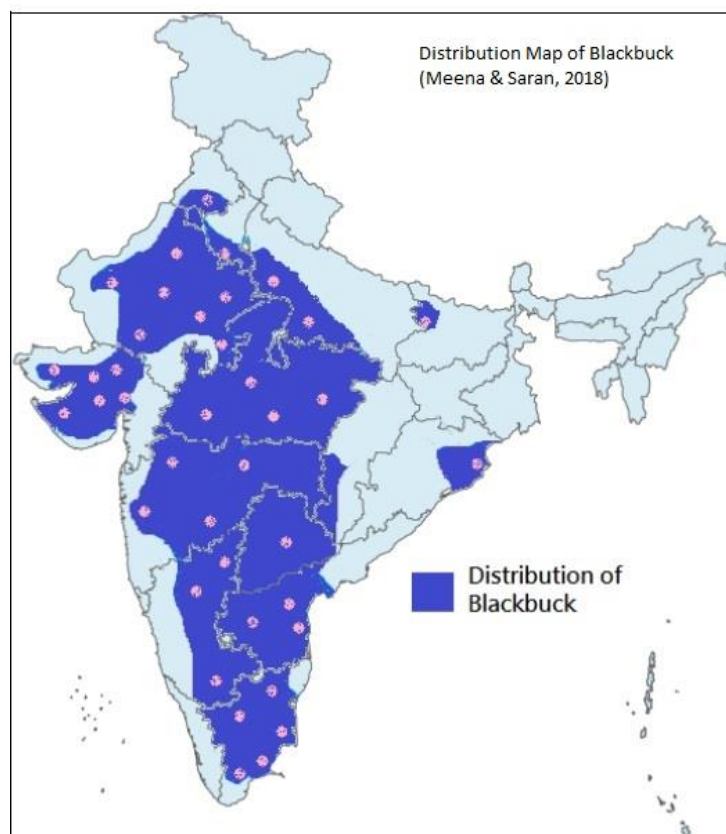 Distribution Map of Blackbuck
(Meena & Saran, 2018)
Distribution of
Blackbuck